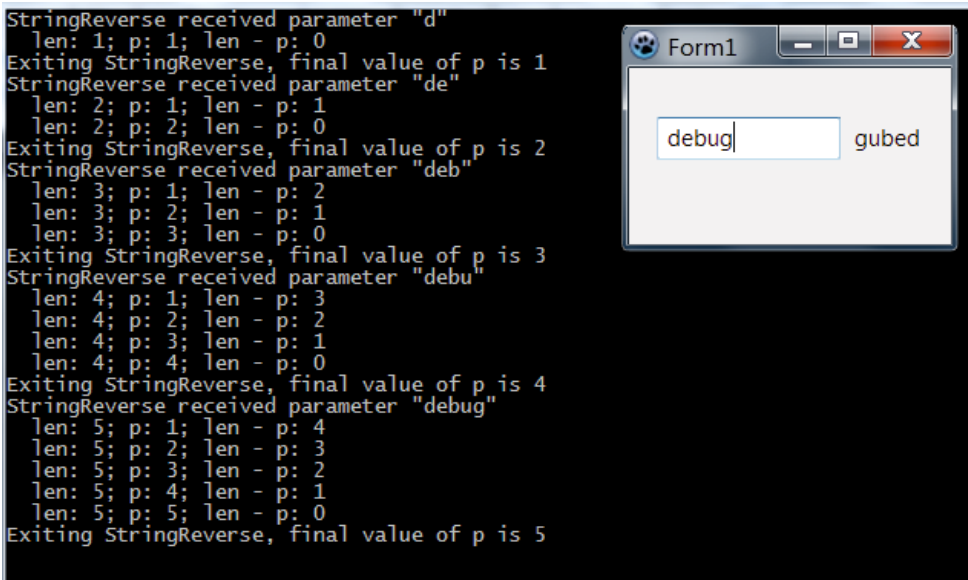 StringReverse received parameter "d"
  len: 1; p: 1; len - p: 0
Exiting StringReverse, final value of p is 1
StringReverse received parameter "de"
  len: 2; p: 1; len - p: 1
  len: 2; p: 2; len - p: 0
Exiting StringReverse, final value of p is 2
StringReverse received parameter "deb"
  len: 3; p: 1; len - p: 2
  len: 3; p: 2; len - p: 1
  len: 3; p: 3; len - p: 0
Exiting StringReverse, final value of p is 3
StringReverse received parameter "debu"
  len: 4; p: 1; len - p: 3
  len: 4; p: 2; len - p: 2
  len: 4; p: 3; len - p: 1
  len: 4; p: 4; len - p: 0
Exiting StringReverse, final value of p is 4
StringReverse received parameter "debug"
  len: 5; p: 1; len - p: 4
  len: 5; p: 2; len - p: 3
  len: 5; p: 3; len - p: 2
  len: 5; p: 4; len - p: 1
  len: 5; p: 5; len - p: 0
Exiting StringReverse, final value of p is 5
Form1
debug gubed